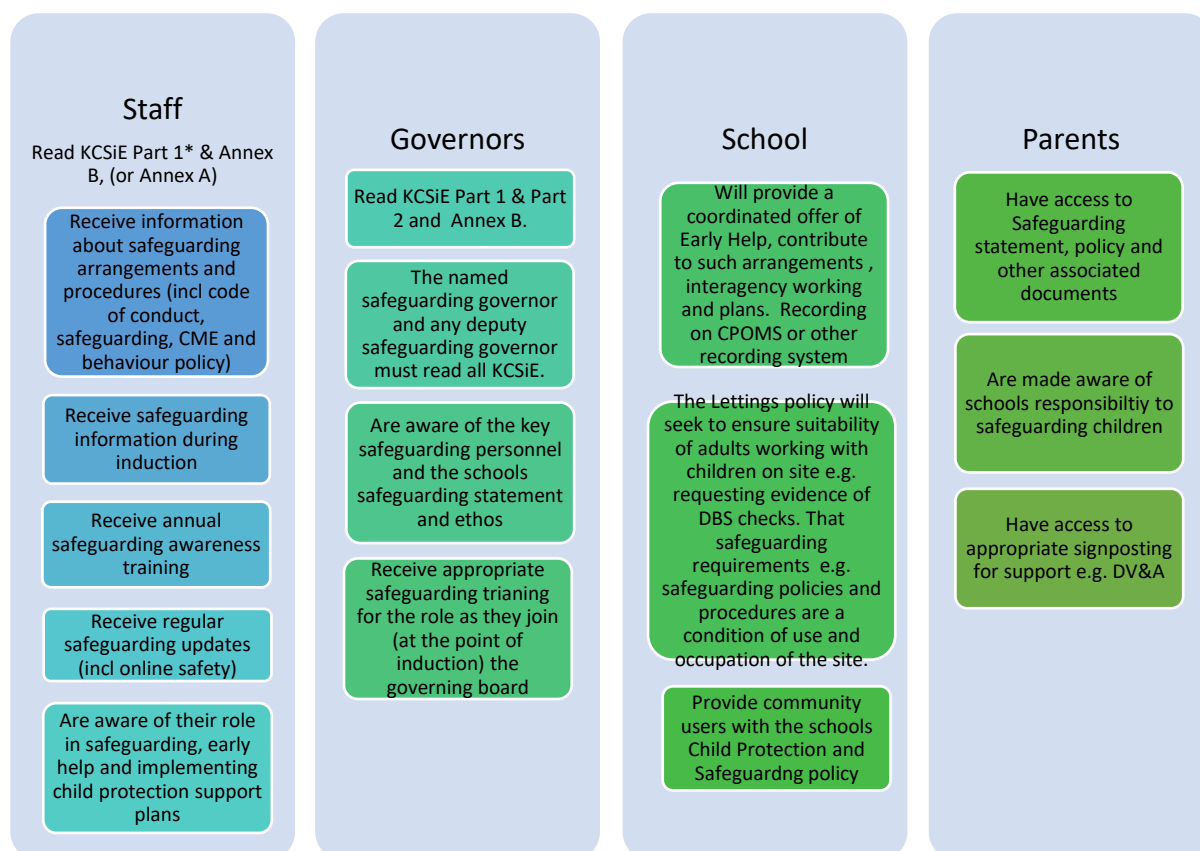 Staff
Read KCSiE Part 1* & Annex
B, (or Annex A)
Receive information
about safeguarding
arrangements and
procedures (incl code
of conduct,
safeguarding, CME and
behaviour policy)
Receive safeguarding
information during
induction
Receive annual
safeguarding awareness
training
Receive regular
safeguarding updates
(incl online safety)
Are aware of their role
in safeguarding, early
help and implementing
child protection support
plans
Governors
Read KCSiE Part 1 & Part
2 and Annex B.
The named
safeguarding governor
and any deputy
safeguarding governor
must read all KCSiE.
Are aware of the key
safeguarding personnel
and the schools
safeguarding statement
and ethos
Receive appropriate
safeguarding trianing
for the role as they join
(at the point of
induction) the
governing board
School
Will provide a
coordinated offer of
Early Help, contribute
to such arrangements ,
interagency working
and plans. Recording
on CPOMS or other
recording system
The Lettings policy will
seek to ensure suitability
of adults working with
children on site e.g.
requesting evidence of
DBS checks. That
safeguarding
requirements e.g.
safeguarding policies and
procedures are a
condition of use and
occupation of the site.
Provide community
users with the schools
Child Protection and
Safeguardng policy
Parents
Have access to
Safeguarding
statement, policy and
other associated
documents
Are made aware of
schools responsibiltiy to
safeguarding children
Have access to
appropriate signposting
for support e.g. DV&A